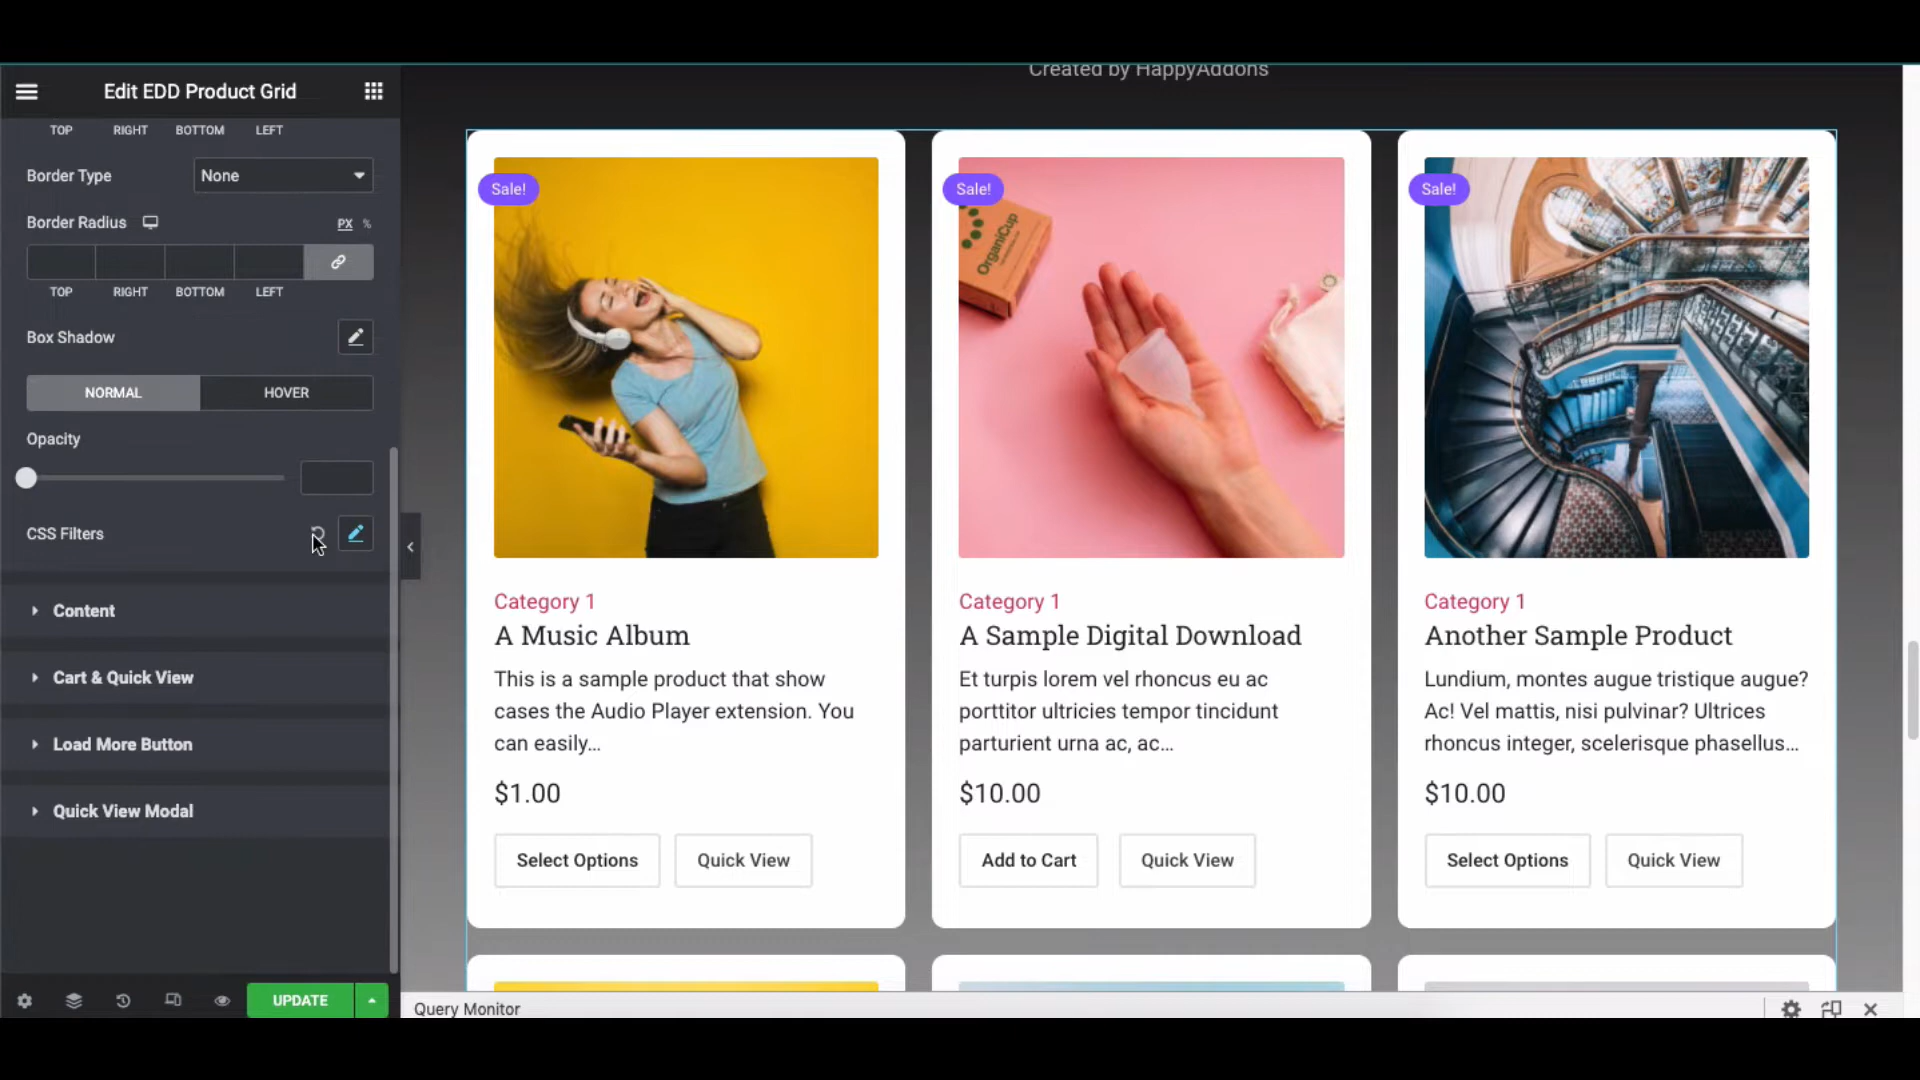 Created by HappyAddons
Edit EDD Product Grid
TOP RIGHT BOTTOM LEFT
Border Type None
Border Radius PX %
TOP RIGHT BOTTOM LEFT
Box Shadow
NORMAL HOVER
Opacity
CSS Filters
Content
Cart & Quick View
Load More Button
Quick View Modal
UPDATE
Sale!
Category 1
A Music Album
This is a sample product that show
cases the Audio Player extension. You
can easily...
$1.00
Select Options Quick View
Sale!
OrganiCup
Category 1
A Sample Digital Download
Et turpis lorem vel rhoncus eu ac
porttitor ultricies tempor tincidunt
parturient urna ac, ac...
$10.00
Add to Cart Quick View
Sale!
Category 1
Another Sample Product
Lundium, montes augue tristique augue?
Ac! Vel mattis, nisi pulvinar? Ultrices
rhoncus integer, scelerisque phasellus...
$10.00
Select Options Quick View
Query Monitor